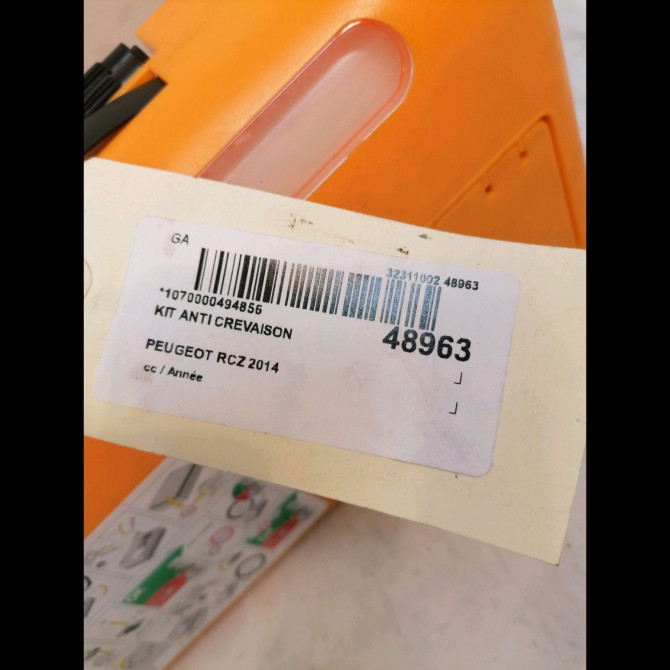 GA
32311002 48963
*1070000494856
KIT ANTI CREVAISON
48963
PEUGEOT RCZ 2014
cc / Année